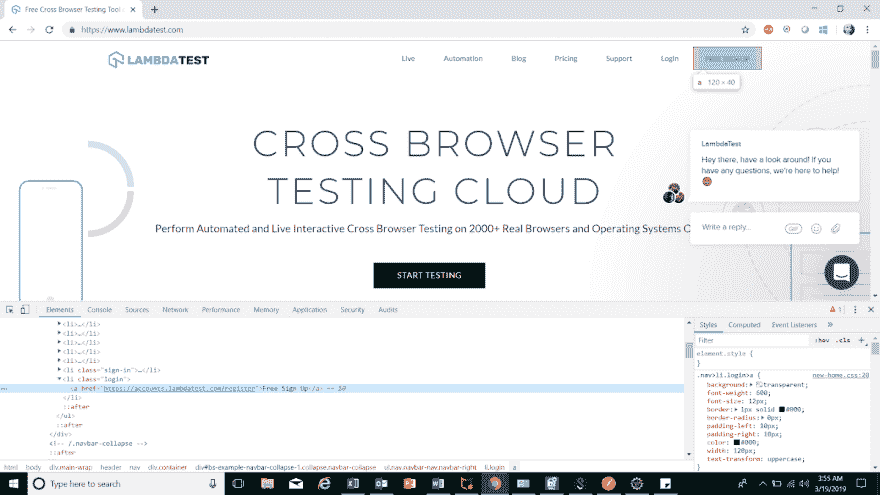 Free Cross Browser Testing Tool
https://www.lambdatest.com
LAMBDATEST
Live
Automation
Blog
Pricing
Support
Login
a 120 × 40
CROSS BROWSER
TESTING CLOUD
Perform Automated and Live Interactive Cross Browser Testing on 2000+ Real Browsers and Operating Systems
START TESTING
LambdaTest
Hey there, have a look around! If you
have any questions, we're here to help!
Write a reply...
GIF
Elements
Console
Sources
Network
Performance
Memory
Application
Security
Audits
1
<li>…</li>
<li>…</li>
<li>…</li>
<li>…</li>
<li>…</li>
<li class="sign-in">…</li>
<li class="login">
<a href="https://accounts.lambdatest.com/register">Free Sign Up</a> == $0
</li>
::after
</ul>
::after
</div>
<!-- /.navbar-collapse -->
::after
html body div.main-wrap header nav div.container div#bs-example-navbar-collapse-1.collapse.navbar-collapse ul.nav.navbar-nav.navbar-right li.login a
Styles
Computed
Event Listeners
»
Filter
:hov .cls +
element.style {
}
.nav>li.login>a {
new-home.css:20
background: transparent;
font-weight: 600;
font-size: 12px;
border: 1px solid #000;
border-radius: 0px;
padding-left: 10px;
padding-right: 10px;
color: #000;
width: 120px;
text-transform: uppercase;
Type here to search
3:55 AM
3/19/2019